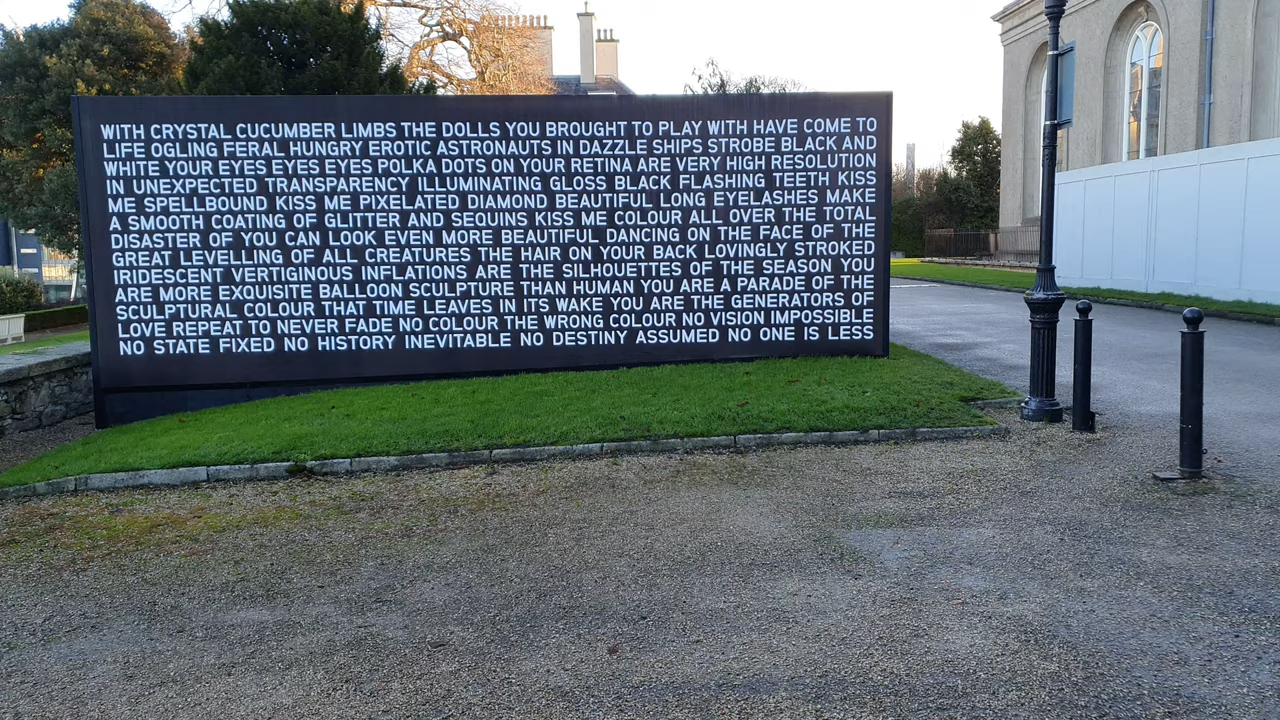 WITH CRYSTAL CUCUMBER LIMBS THE DOLLS YOU BROUGHT TO PLAY WITH HAVE COME TO
LIFE OGLING FERAL HUNGRY EROTIC ASTRONAUTS IN DAZZLE SHIPS STROBE BLACK AND
WHITE YOUR EYES EYES EYES POLKA DOTS ON YOUR RETINA ARE VERY HIGH RESOLUTION
IN UNEXPECTED TRANSPARENCY ILLUMINATING GLOSS BLACK FLASHING TEETH KISS
ME SPELLBOUND KISS ME PIXELATED DIAMOND BEAUTIFUL LONG EYELASHES MAKE
A SMOOTH COATING OF GLITTER AND SEQUINS KISS ME COLOUR ALL OVER THE TOTAL
DISASTER OF YOU CAN LOOK EVEN MORE BEAUTIFUL DANCING ON THE FACE OF THE
GREAT LEVELLING OF ALL CREATURES THE HAIR ON YOUR BACK LOVINGLY STROKED
IRIDESCENT VERTIGINOUS INFLATIONS ARE THE SILHOUETTES OF THE SEASON YOU
ARE MORE EXQUISITE BALLOON SCULPTURE THAN HUMAN YOU ARE A PARADE OF THE
SCULPTURAL COLOUR THAT TIME LEAVES IN ITS WAKE YOU ARE THE GENERATORS OF
LOVE REPEAT TO NEVER FADE NO COLOUR THE WRONG COLOUR NO VISION IMPOSSIBLE
NO STATE FIXED NO HISTORY INEVITABLE NO DESTINY ASSUMED NO ONE IS LESS